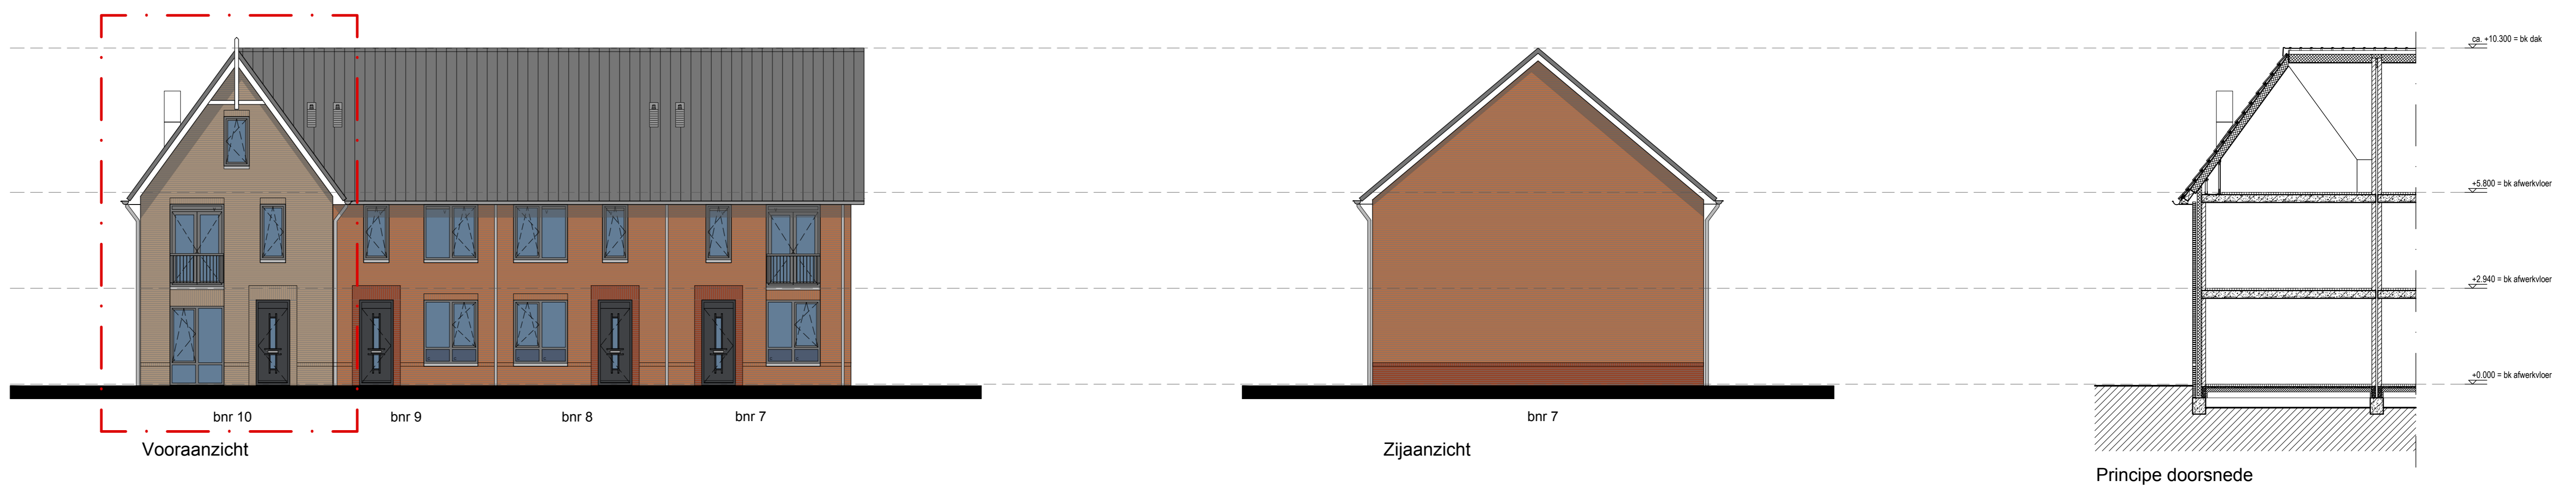 ca. +10.300 = bk dak
+5.800 = bk afwerkvloer
+2.940 = bk afwerkvloer
+0.000 = bk afwerkvloer
bnr 10
bnr 9
bnr 8
bnr 7
bnr 7
Vooraanzicht
Zijaanzicht
Principe doorsnede